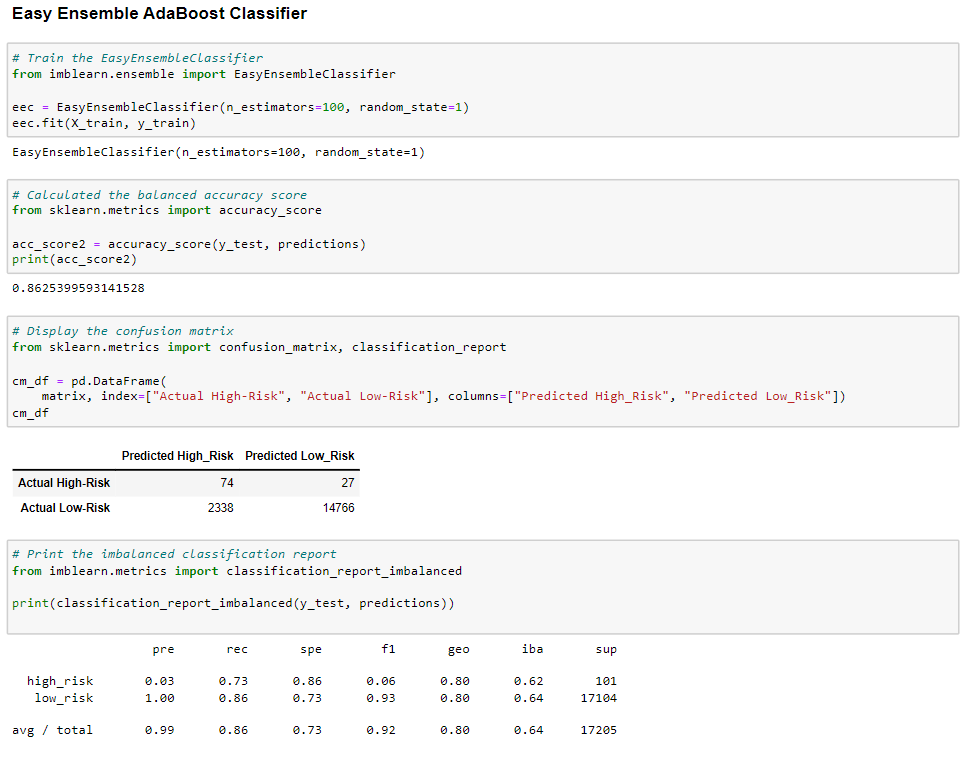 Easy Ensemble AdaBoost Classifier
# Train the EasyEnsembleClassifier
from imblearn.ensemble import EasyEnsembleClassifier
eec = EasyEnsembleClassifier(n_estimators=100, random_state=1)
eec.fit(X_train, y_train)
EasyEnsembleClassifier(n_estimators=100, random_state=1)
# Calculated the balanced accuracy score
from sklearn.metrics import accuracy_score
acc_score2 = accuracy_score(y_test, predictions)
print(acc_score2)
0.8625399593141528
# Display the confusion matrix
from sklearn.metrics import confusion_matrix, classification_report
cm_df = pd.DataFrame(
    matrix, index=["Actual High-Risk", "Actual Low-Risk"], columns=["Predicted High_Risk", "Predicted Low_Risk"])
cm_df
Predicted High_Risk Predicted Low_Risk
Actual High-Risk 74 27
Actual Low-Risk 2338 14766
# Print the imbalanced classification report
from imblearn.metrics import classification_report_imbalanced
print(classification_report_imbalanced(y_test, predictions))
pre rec spe f1 geo iba sup
high_risk 0.03 0.73 0.86 0.06 0.80 0.62 101
low_risk 1.00 0.86 0.73 0.93 0.80 0.64 17104
avg / total 0.99 0.86 0.73 0.92 0.80 0.64 17205